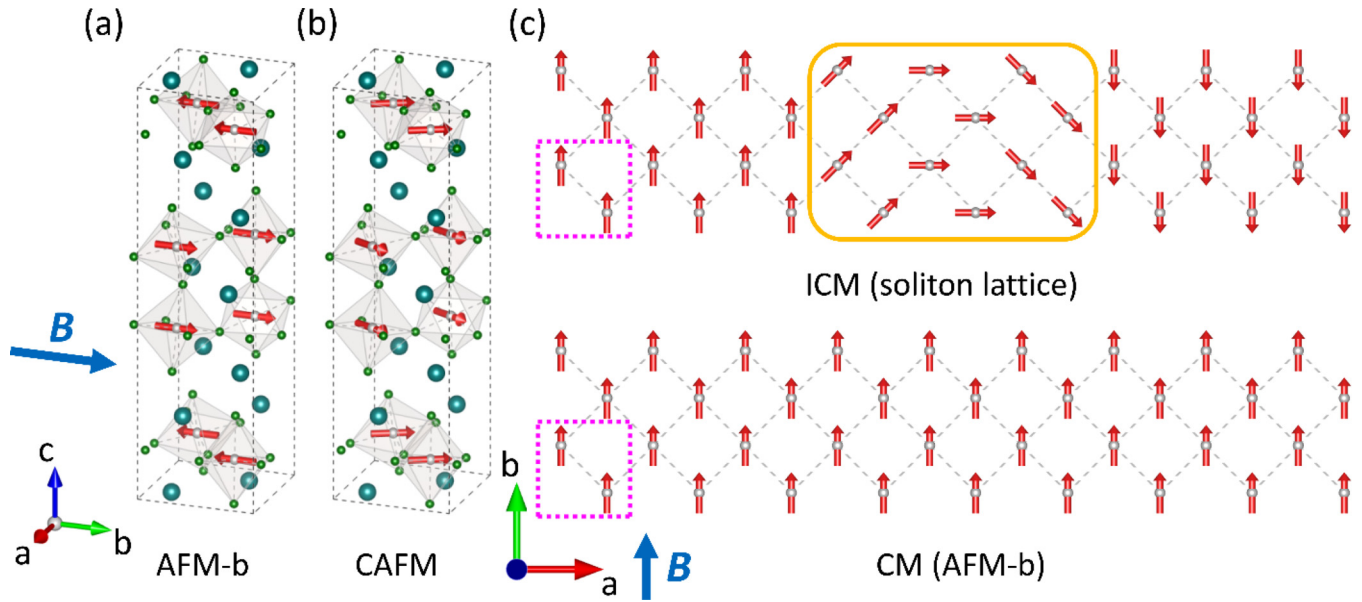 (a)
(b)
(c)
B
c
a
b
AFM-b
CAFM
ICM (soliton lattice)
b
a
B
CM (AFM-b)